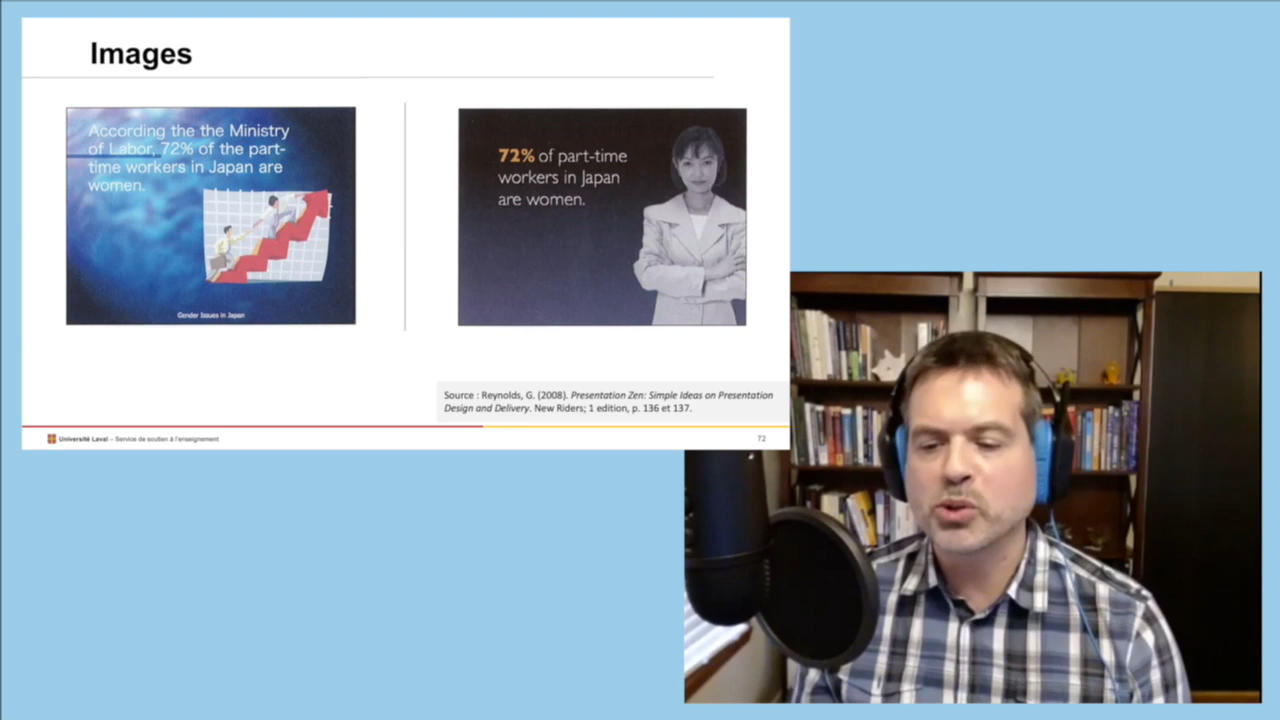 Images
According the the Ministry
of Labor, 72% of the part-
time workers in Japan are
women.
Gender Issues in Japan
72% of part-time
workers in Japan
are women.
Source : Reynolds, G. (2008). Presentation Zen: Simple Ideas on Presentation
Design and Delivery. New Riders; 1 edition, p. 136 et 137.
Université Laval – Service de soutien à l'enseignement
72